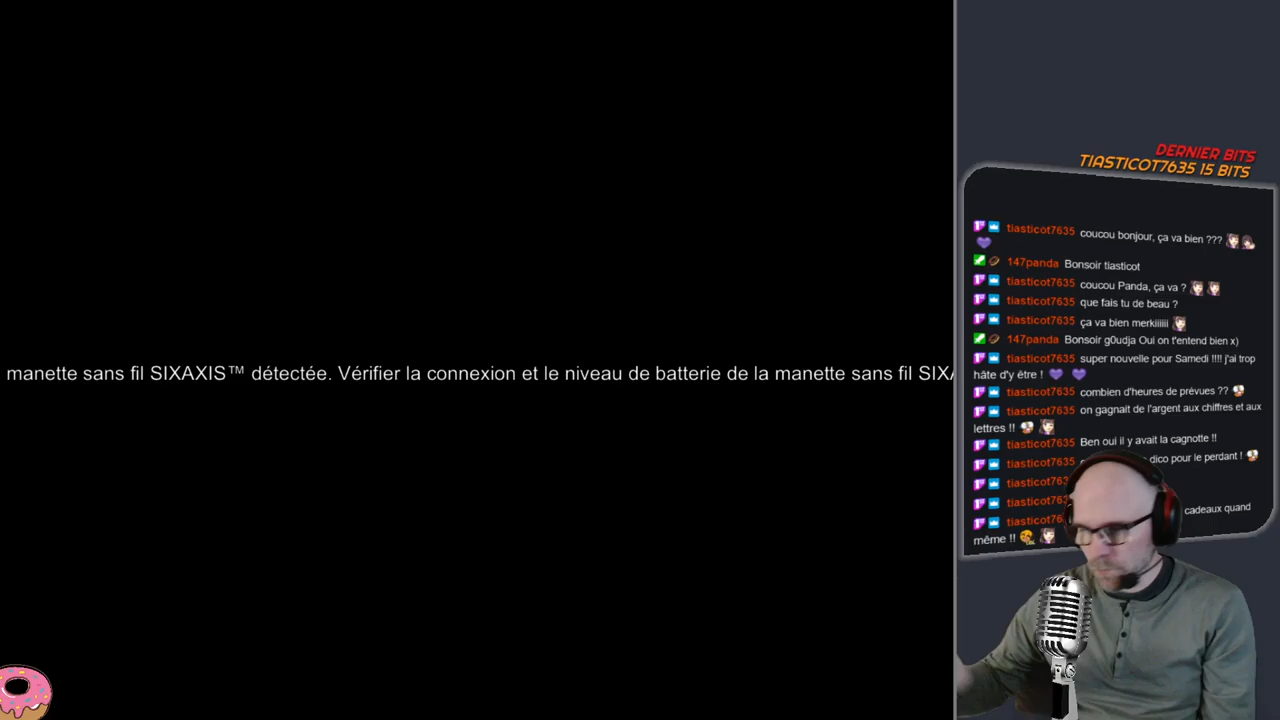 manette sans fil SIXAXIS™ détectée. Vérifier la connexion et le niveau de batterie de la manette sans fil
DERNIER BITS
TIASTICOT7635 15 BITS
tiasticot7635 coucou bonjour, ça va bien ???
147panda Bonsoir tiasticot
tiasticot7635 coucou Panda, ça va ?
tiasticot7635 que fais tu de beau ?
tiasticot7635 ça va bien merkiiiiii
147panda Bonsoir g0udja Oui on t'entend bien x)
tiasticot7635 super nouvelle pour Samedi !!!! j'ai trop
hâte d'y être !
tiasticot7635 combien d'heures de prévues ??
tiasticot7635 on gagnait de l'argent aux chiffres et aux
lettres !!
tiasticot7635 Ben oui il y avait la cagnotte !!
tiasticot7635 dico pour le perdant !
cadeaux quand
même !!